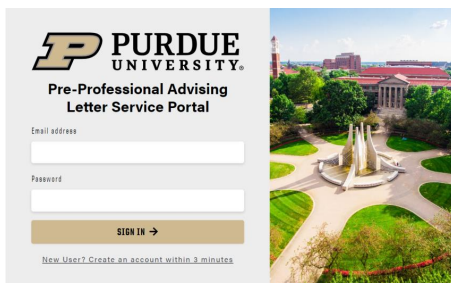 PURDUE
UNIVERSITY®
Pre-Professional Advising
Letter Service Portal
Email address
Password
SIGN IN →
New User? Create an account within 3 minutes